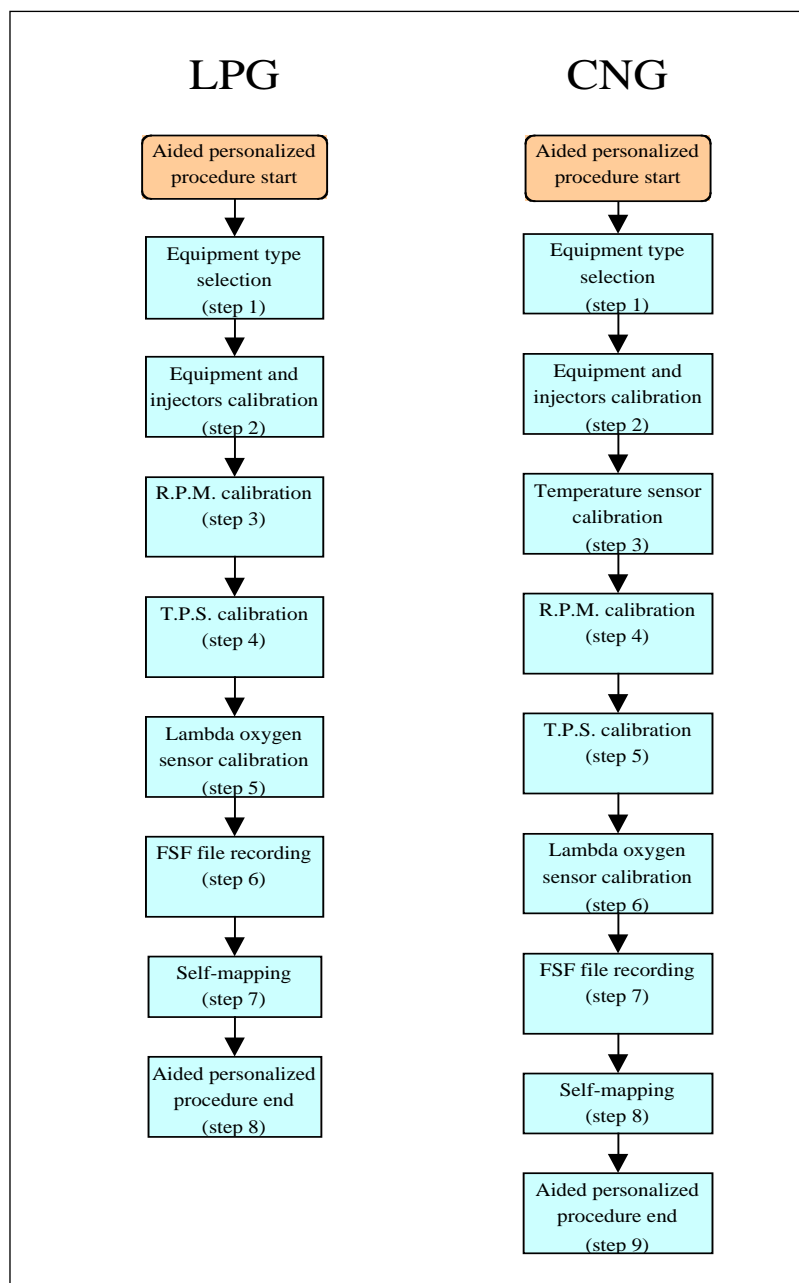 LPG
Aided personalized
procedure start
Equipment type
selection
(step 1)
Equipment and
injectors calibration
(step 2)
R.P.M. calibration
(step 3)
T.P.S. calibration
(step 4)
Lambda oxygen
sensor calibration
(step 5)
FSF file recording
(step 6)
Self-mapping
(step 7)
Aided personalized
procedure end
(step 8)
CNG
Aided personalized
procedure start
Equipment type
selection
(step 1)
Equipment and
injectors calibration
(step 2)
Temperature sensor
calibration
(step 3)
R.P.M. calibration
(step 4)
T.P.S. calibration
(step 5)
Lambda oxygen
sensor calibration
(step 6)
FSF file recording
(step 7)
Self-mapping
(step 8)
Aided personalized
procedure end
(step 9)